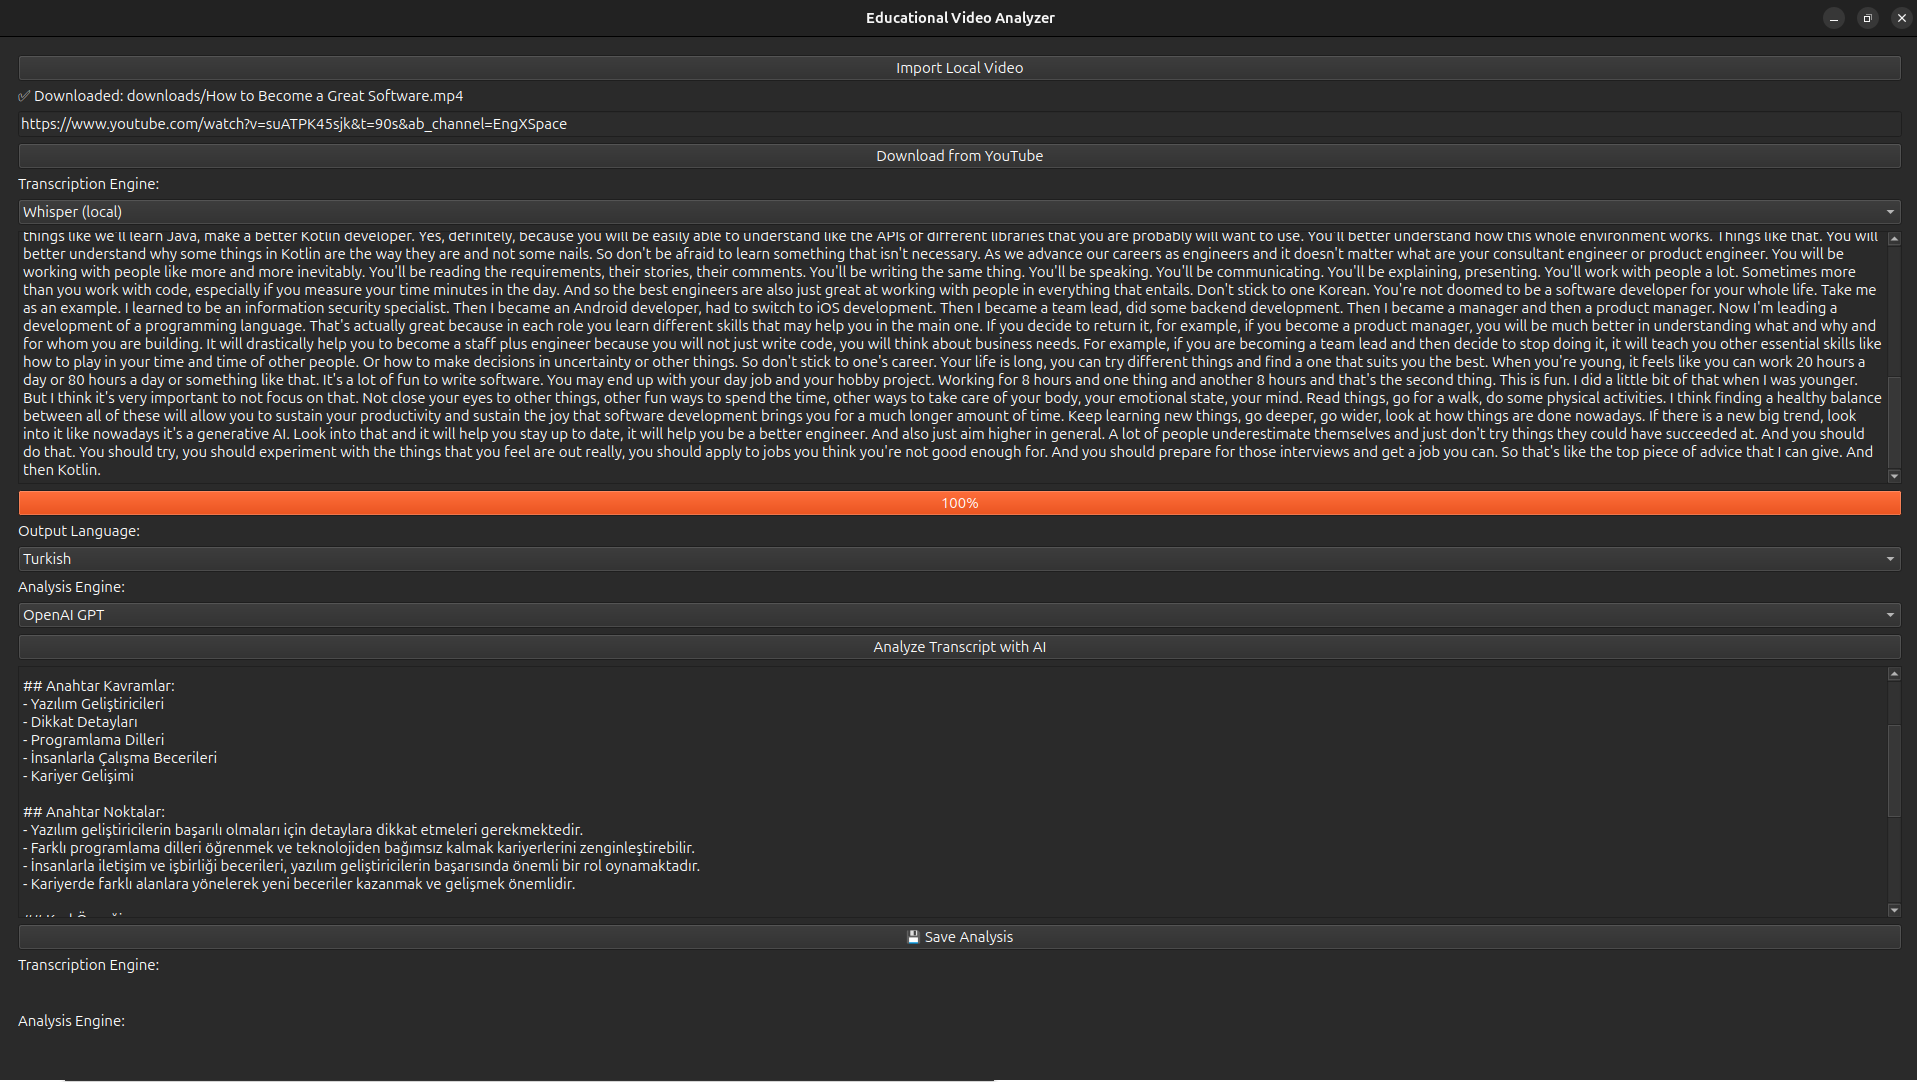 Educational Video Analyzer
Import Local Video
✅ Downloaded: downloads/How to Become a Great Software.mp4
https://www.youtube.com/watch?v=suATPK45sjk&t=90s&ab_channel=EngXSpace
Download from YouTube
Transcription Engine:
Whisper (local)
things like we'll learn Java, make a better Kotlin developer. Yes, definitely, because you will be easily able to understand like the APIs of different libraries that you are probably will want to use. You'll better understand how this whole environment works. Things like that. You will
better understand why some things in Kotlin are the way they are and not some nails. So don't be afraid to learn something that isn't necessary. As we advance our careers as engineers and it doesn't matter what are your consultant engineer or product engineer. You will be
working with people like more and more inevitably. You'll be reading the requirements, their stories, their comments. You'll be writing the same thing. You'll be speaking. You'll be communicating. You'll be explaining, presenting. You'll work with people a lot. Sometimes more
than you work with code, especially if you measure your time minutes in the day. And so the best engineers are also just great at working with people in everything that entails. Don't stick to one Korean. You're not doomed to be a software developer for your whole life. Take me
as an example. I learned to be an information security specialist. Then I became an Android developer, had to switch to iOS development. Then I became a team lead, did some backend development. Then I became a manager and then a product manager. Now I'm leading a
development of a programming language. That's actually great because in each role you learn different skills that may help you in the main one. If you decide to return it, for example, if you become a product manager, you will be much better in understanding what and why and
for whom you are building. It will drastically help you to become a staff plus engineer because you will not just write code, you will think about business needs. For example, if you are becoming a team lead and then decide to stop doing it, it will teach you other essential skills like
how to play in your time and time of other people. Or how to make decisions in uncertainty or other things. So don't stick to one's career. Your life is long, you can try different things and find a one that suits you the best. When you're young, it feels like you can work 20 hours a
day or 80 hours a day or something like that. It's a lot of fun to write software. You may end up with your day job and your hobby project. Working for 8 hours and one thing and another 8 hours and that's the second thing. This is fun. I did a little bit of that when I was younger.
But I think it's very important to not focus on that. Not close your eyes to other things, other fun ways to spend the time, other ways to take care of your body, your emotional state, your mind. Read things, go for a walk, do some physical activities. I think finding a healthy balance
between all of these will allow you to sustain your productivity and sustain the joy that software development brings you for a much longer amount of time. Keep learning new things, go deeper, go wider, look at how things are done nowadays. If there is a new big trend, look
into it like nowadays it's a generative AI. Look into that and it will help you stay up to date, it will help you be a better engineer. And also just aim higher in general. A lot of people underestimate themselves and just don't try things they could have succeeded at. And you should
do that. You should try, you should experiment with the things that you feel are out really, you should apply to jobs you think you're not good enough for. And you should prepare for those interviews and get a job you can. So that's like the top piece of advice that I can give. And
then Kotlin.
100%
Output Language:
Turkish
Analysis Engine:
OpenAI GPT
Analyze Transcript with AI
## Anahtar Kavramlar:
- Yazılım Geliştiricileri
- Dikkat Detayları
- Programlama Dilleri
- İnsanlarla Çalışma Becerileri
- Kariyer Gelişimi
## Anahtar Noktalar:
- Yazılım geliştiricilerin başarılı olmaları için detaylara dikkat etmeleri gerekmektedir.
- Farklı programlama dilleri öğrenmek ve teknolojiden bağımsız kalmak kariyerlerini zenginleştirebilir.
- İnsanlarla iletişim ve işbirliği becerileri, yazılım geliştiricilerin başarısında önemli bir rol oynamaktadır.
- Kariyerde farklı alanlara yönelerek yeni beceriler kazanmak ve gelişmek önemlidir.
💾 Save Analysis
Transcription Engine:
Analysis Engine: